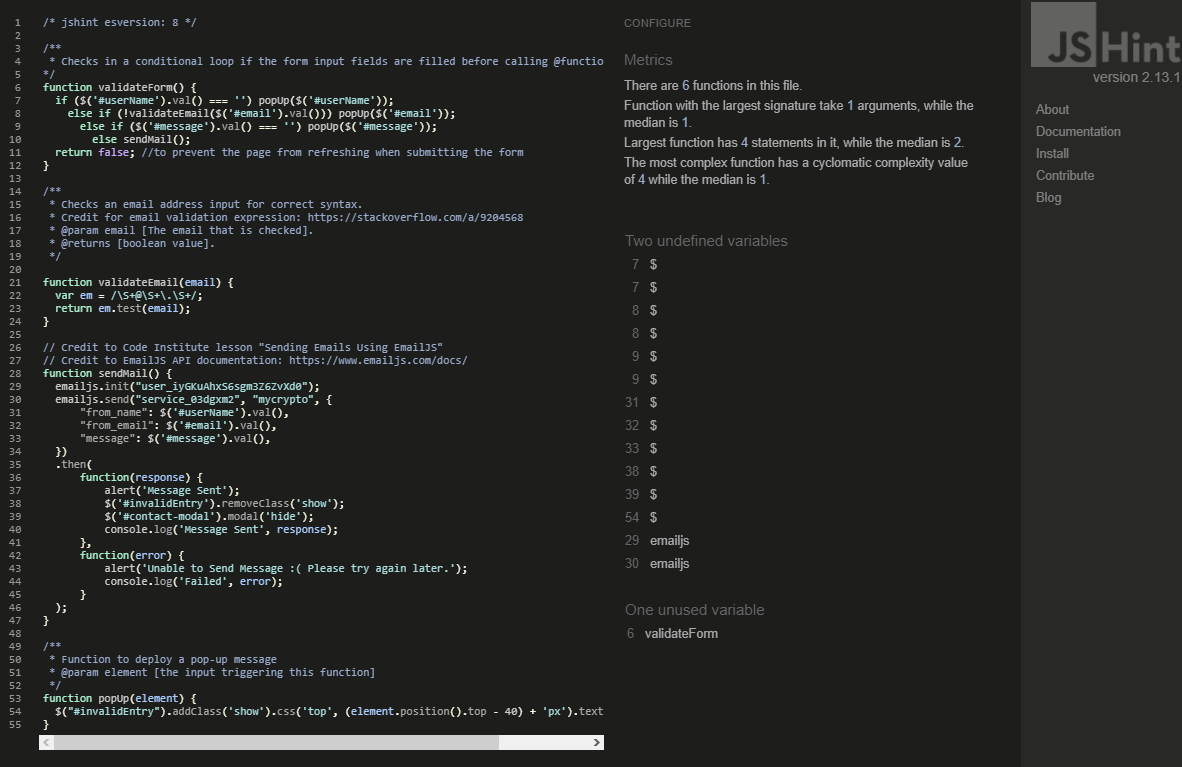 1 /* jshint esversion: 8 */
2
3 /**
4  * Checks in a conditional loop if the form input fields are filled before calling @functio
5 */
6 function validateForm() {
7   if ($('#userName').val() === '') popUp($('#userName'));
8     else if (!validateEmail($('#email').val())) popUp($('#email'));
9       else if ($('#message').val() === '') popUp($('#message'));
10         else sendMail();
11   return false; //to prevent the page from refreshing when submitting the form
12 }
13
14 /**
15  * Checks an email address input for correct syntax.
16  * Credit for email validation expression: https://stackoverflow.com/a/9204568
17  * @param email [The email that is checked].
18  * @returns [boolean value].
19  */
20
21 function validateEmail(email) {
22   var em = /\S+@\S+\.\S+/;
23   return em.test(email);
24 }
25
26 // Credit to Code Institute lesson "Sending Emails Using EmailJS"
27 // Credit to EmailJS API documentation: https://www.emailjs.com/docs/
28 function sendMail() {
29   emailjs.init("user_iyGKuAhxS6sgm3Z6ZvXd0");
30   emailjs.send("service_03dgxm2", "mycrypto", {
31       "from_name": $('#userName').val(),
32       "from_email": $('#email').val(),
33       "message": $('#message').val(),
34   })
35   .then(
36       function(response) {
37           alert('Message Sent');
38           $('#invalidEntry').removeClass('show');
39           $('#contact-modal').modal('hide');
40           console.log('Message Sent', response);
41       },
42       function(error) {
43           alert('Unable to Send Message :( Please try again later.');
44           console.log('Failed', error);
45       }
46   );
47 }
48
49 /**
50  * Function to deploy a pop-up message
51  * @param element [the input triggering this function]
52  */
53 function popUp(element) {
54   $("#invalidEntry").addClass('show').css('top', (element.position().top - 40) + 'px').text
55 }
CONFIGURE
Metrics
There are 6 functions in this file.
Function with the largest signature take 1 arguments, while the
median is 1.
Largest function has 4 statements in it, while the median is 2.
The most complex function has a cyclomatic complexity value
of 4 while the median is 1.
Two undefined variables
7 $
7 $
8 $
8 $
9 $
9 $
31 $
32 $
33 $
38 $
39 $
54 $
29 emailjs
30 emailjs
One unused variable
6 validateForm
JSHint
version 2.13.1
About
Documentation
Install
Contribute
Blog